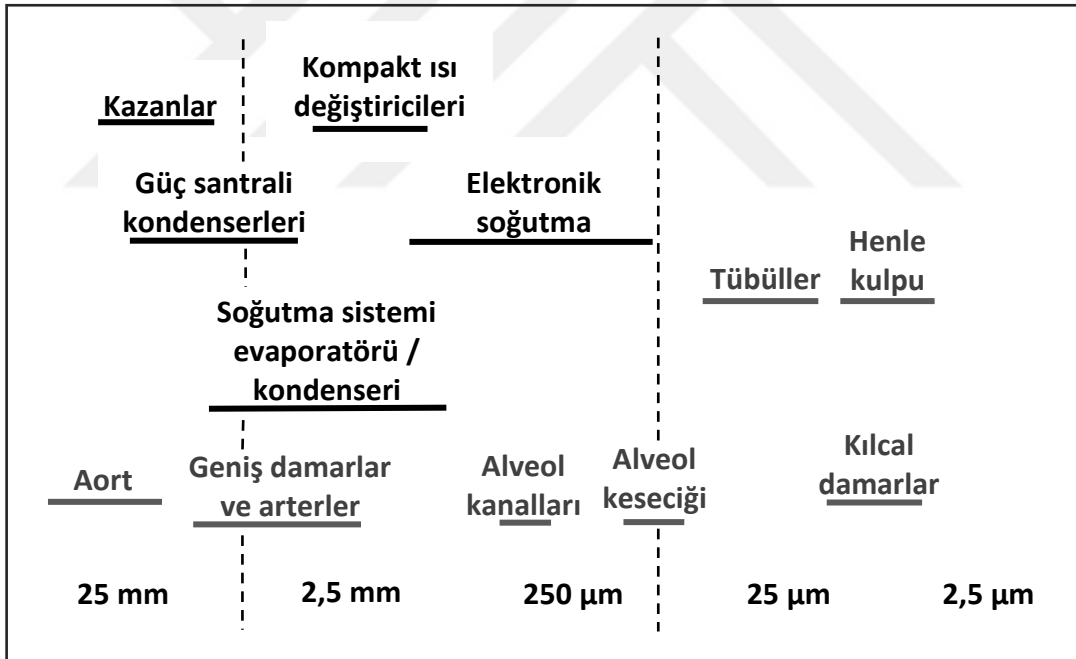 Kompakt ısı
değiştiricileri
Kazanlar
Güç santrali
kondenserleri
Elektronik
soğutma
Henle
kulpu
Tübüller
Soğutma sistemi
evaporatörü /
kondenseri
Aort
Geniş damarlar
ve arterler
Alveol
kanalları
Alveol
keseciği
Kılcal
damarlar
25 mm
2,5 mm
250 µm
25 µm
2,5 µm